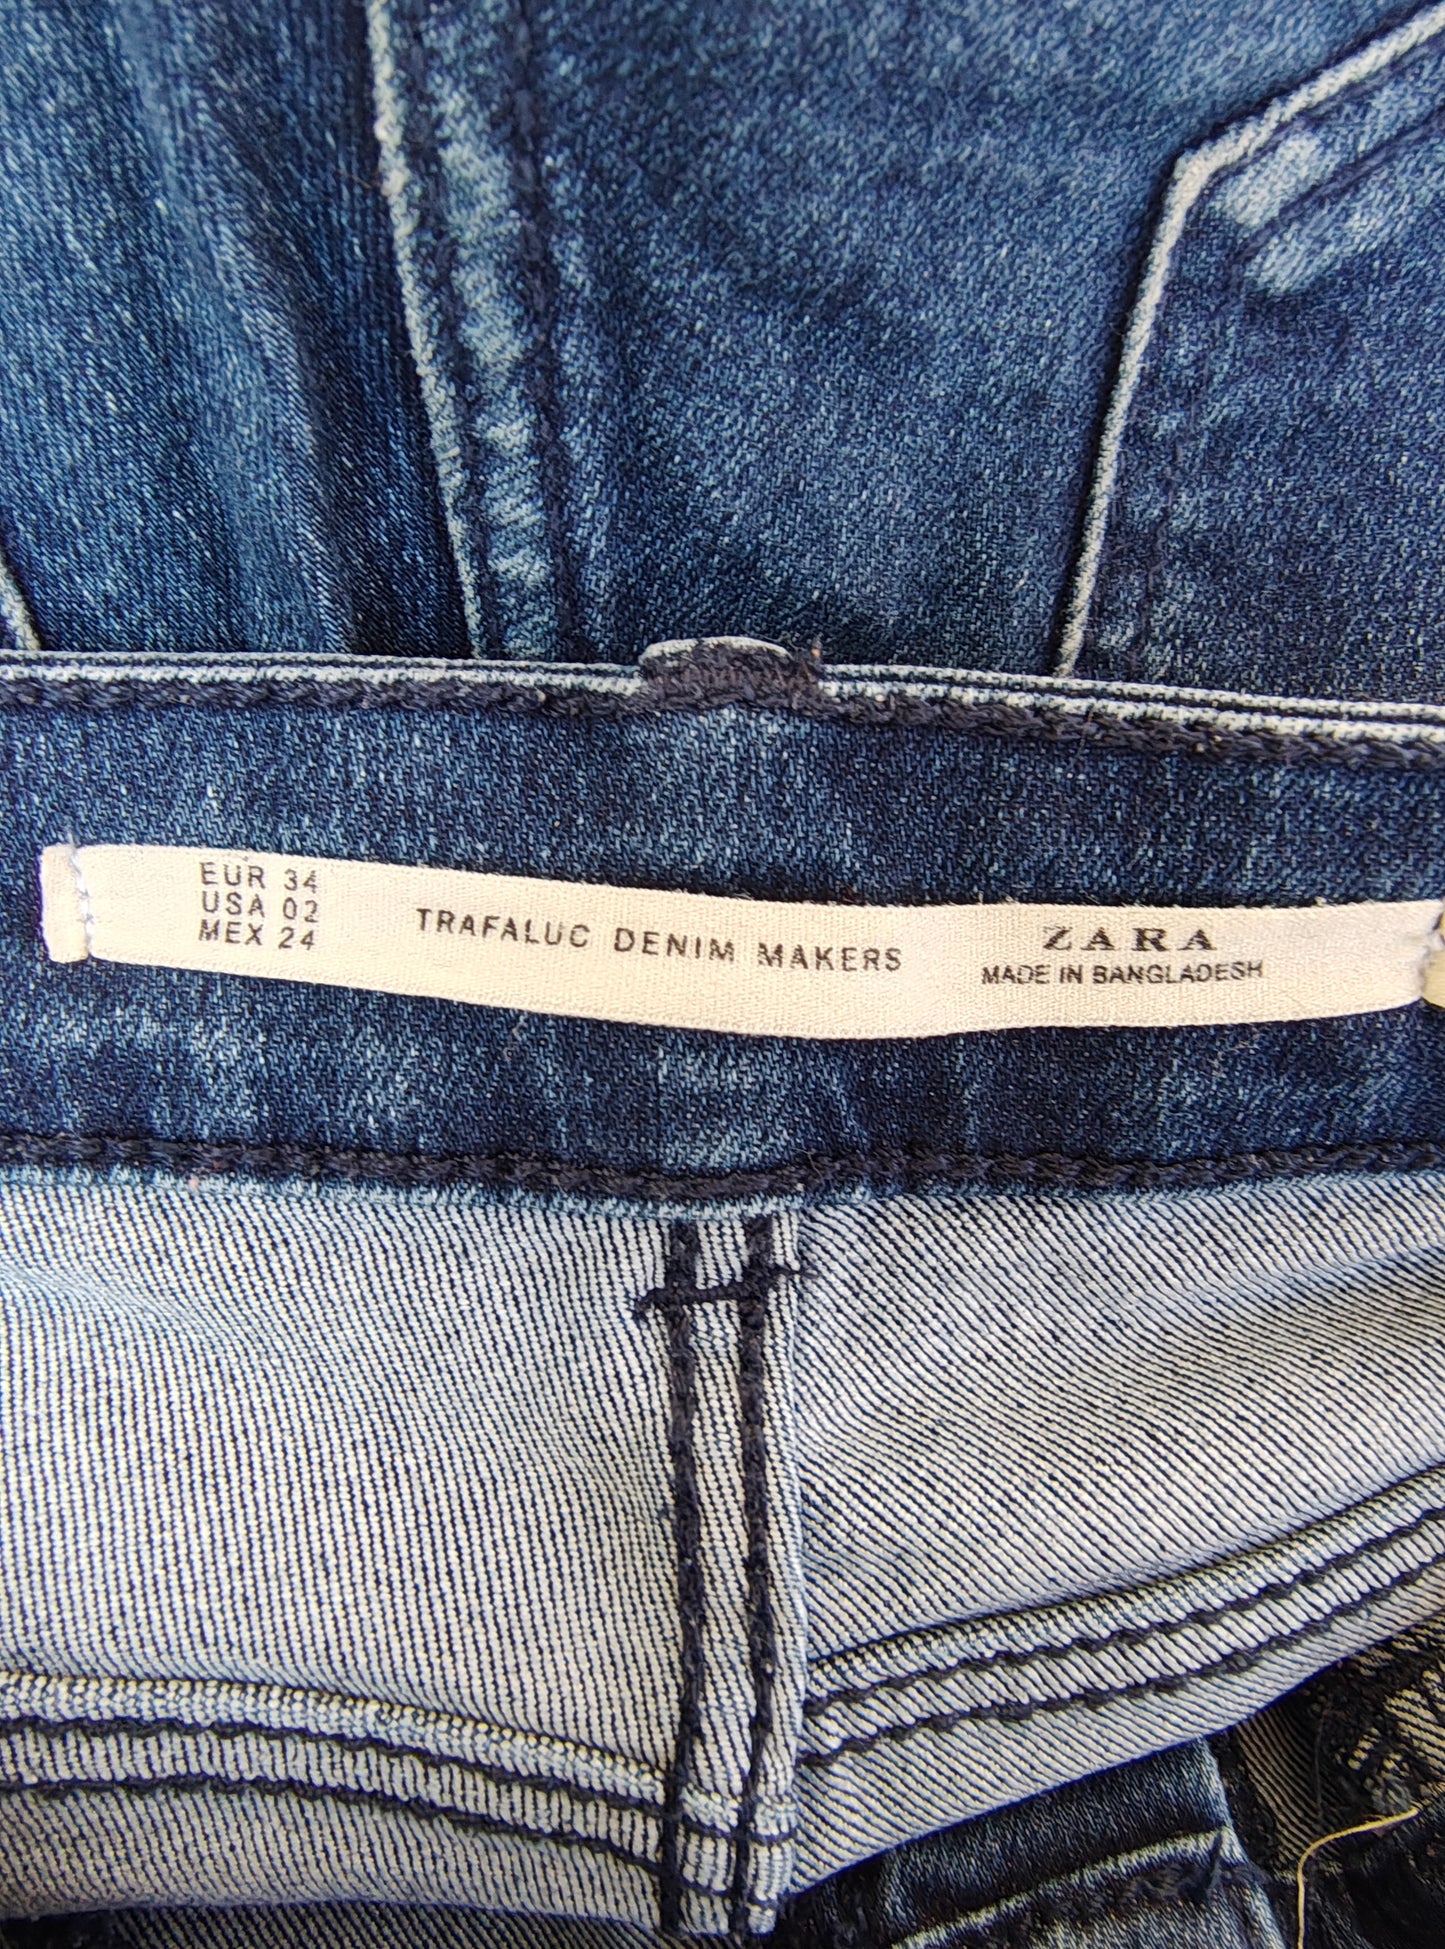 EUR 34
USA 02
MEX 24
TRAFALUC DENIM MAKERS
ZARA
MADE IN BANGLADESH